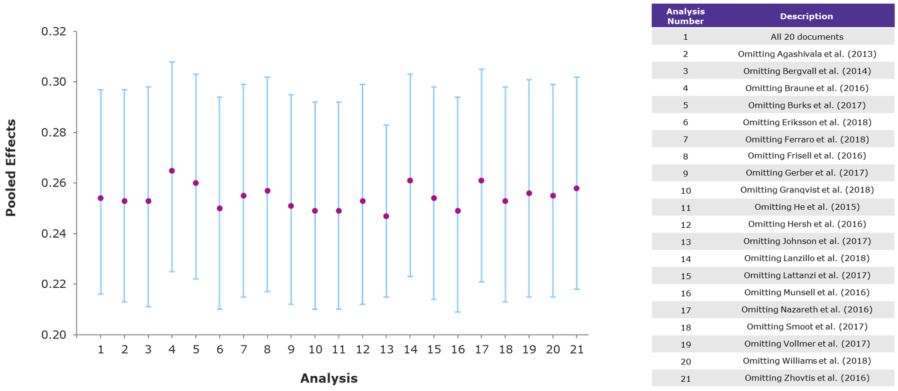 0.32
0.30
0.28
0.26
0.24
0.22
0.20
Pooled Effects
1 2 3 4 5 6 7 8 9 10 11 12 13 14 15 16 17 18 19 20 21
Analysis
Analysis Number Description
1 All 20 documents
2 Omitting Agashivala et al. (2013)
3 Omitting Bergvall et al. (2014)
4 Omitting Braune et al. (2016)
5 Omitting Burks et al. (2017)
6 Omitting Eriksson et al. (2018)
7 Omitting Ferraro et al. (2018)
8 Omitting Frisell et al. (2016)
9 Omitting Gerber et al. (2017)
10 Omitting Granqvist et al. (2018)
11 Omitting He et al. (2015)
12 Omitting Hersh et al. (2016)
13 Omitting Johnson et al. (2017)
14 Omitting Lanzillo et al. (2018)
15 Omitting Lattanzi et al. (2017)
16 Omitting Munsell et al. (2016)
17 Omitting Nazareth et al. (2016)
18 Omitting Smoot et al. (2017)
19 Omitting Vollmer et al. (2017)
20 Omitting Williams et al. (2018)
21 Omitting Zhovtis et al. (2016)